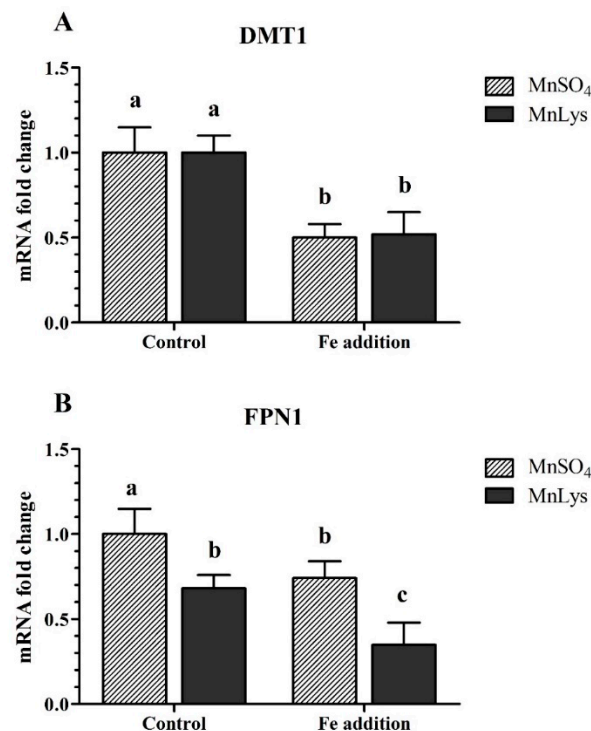 A
DMT1
mRNA fold change
1.5
1.0
0.5
0.0
a
a
b
b
Control
Fe addition
MnSO₄
MnLys
B
FPN1
mRNA fold change
1.5
1.0
0.5
0.0
a
b
b
c
Control
Fe addition
MnSO₄
MnLys